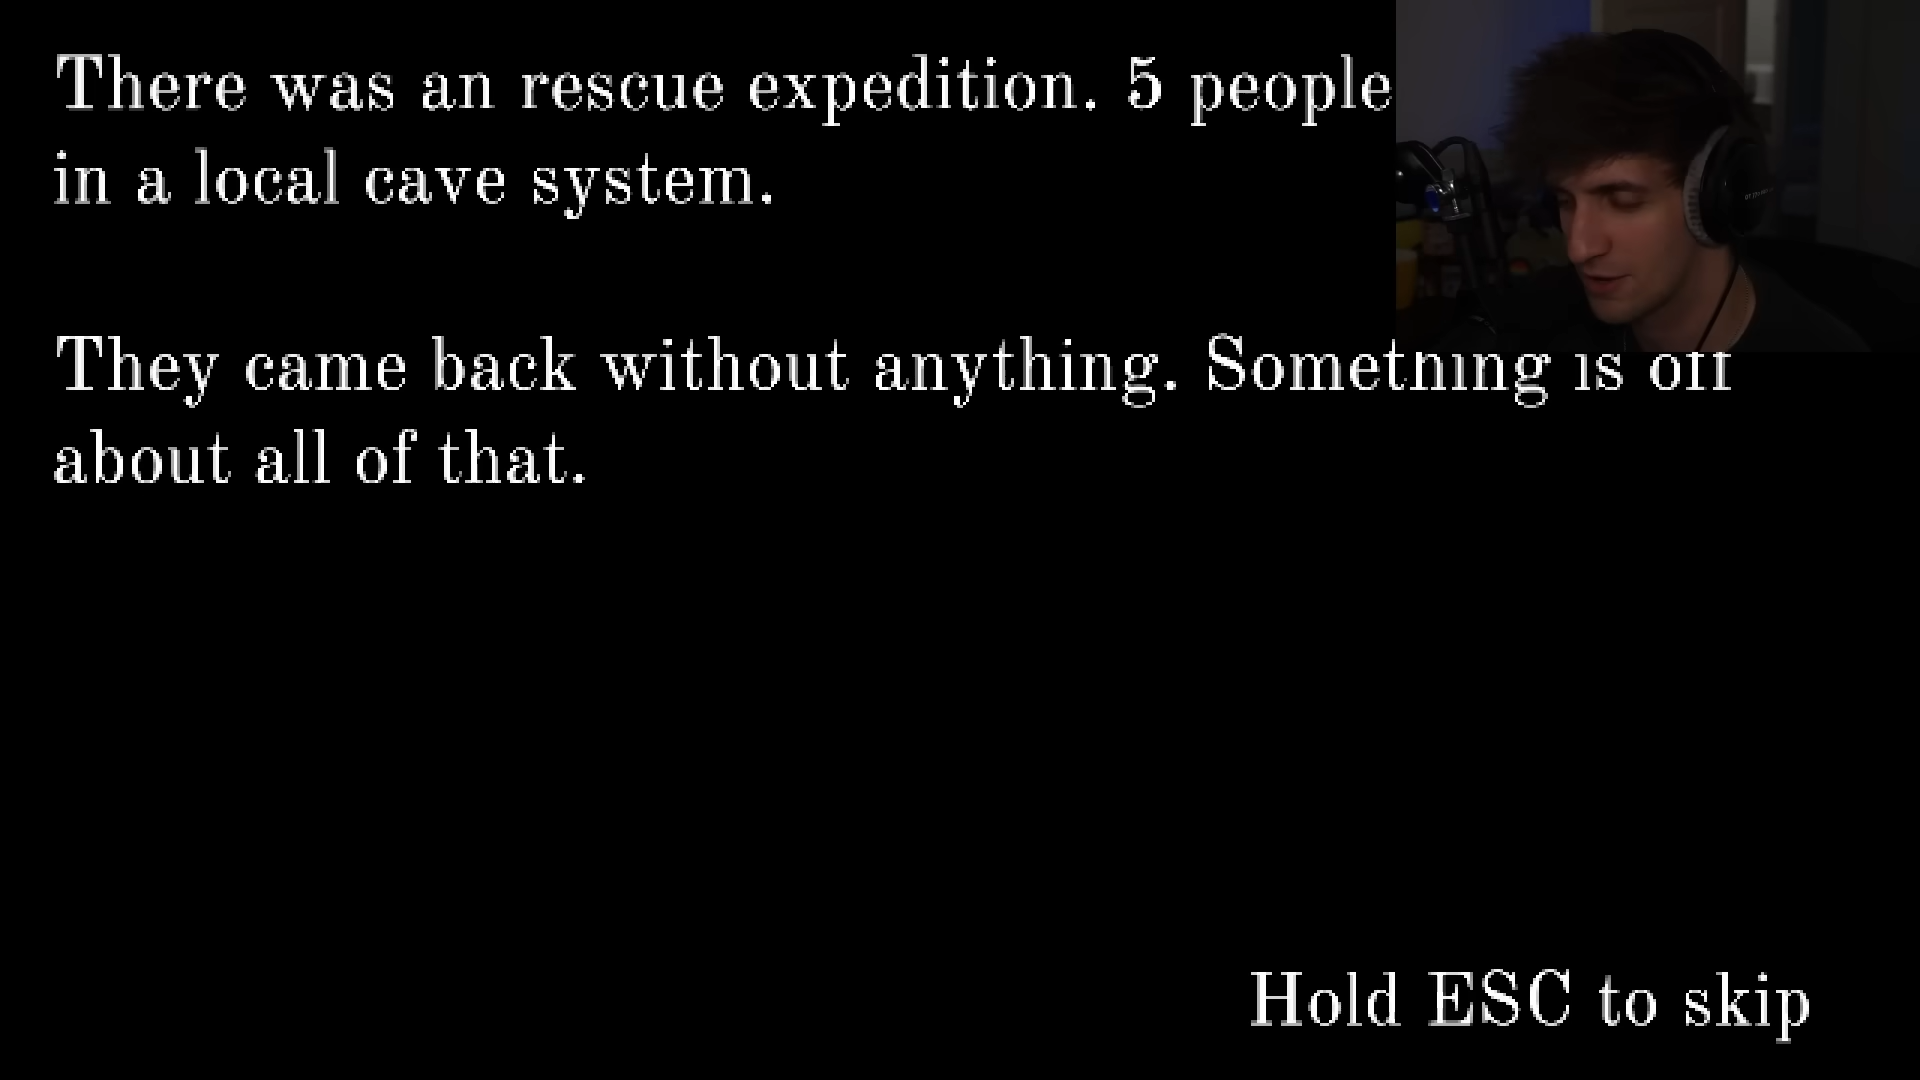 There was an rescue expedition. 5 people
in a local cave system.
They came back without anything. Something is off
about all of that.
Hold ESC to skip